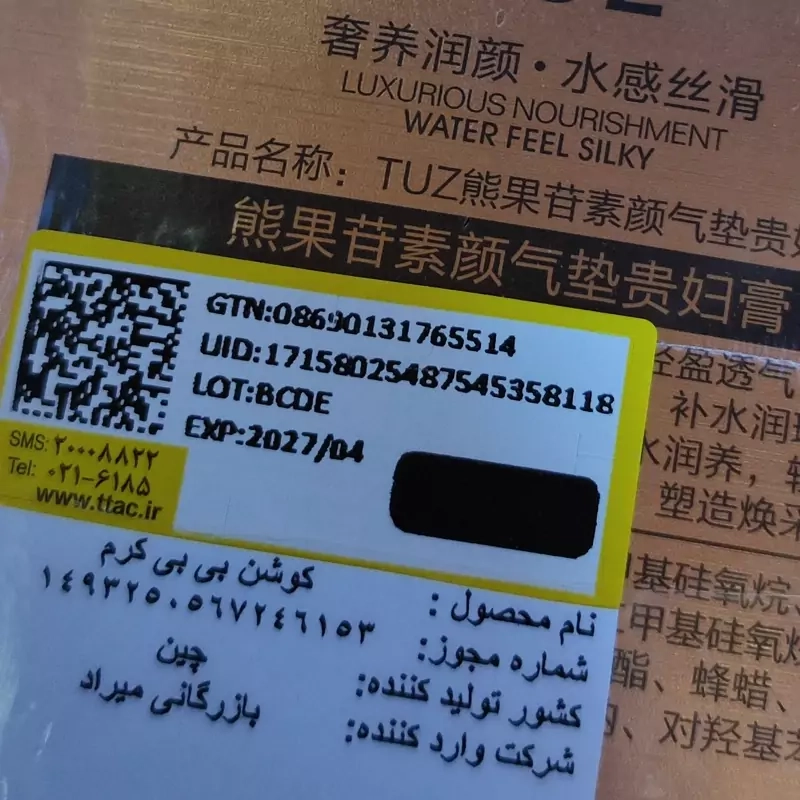 奢养润颜·水感丝滑
LUXURIOUS NOURISHMENT
WATER FEEL SILKY
产品名称：TUZ熊果苷素颜气垫贵妇
熊果苷素颜气垫贵妇膏
GTN:08690131765514
UID:17158025487545358118
LOT:BCDE
EXP:2027/04
SMS: ۲۰۰۰۸۸۲۲
Tel: ۰۲۱-۶۱۸۵
www.ttac.ir
轻盈透气
补水润
水润养，
塑造焕采
甲基硅氧烷、
二甲基硅氧
酯、蜂蜡、
、对羟基苯
نام محصول : کوشن بی بی کرم
شماره مجوز: ۱٤۹۳۲۵۰۵۶۷۲٤۶۱۵۳
کشور تولید کننده: چین
شرکت وارد کننده: بازرگانی میراد